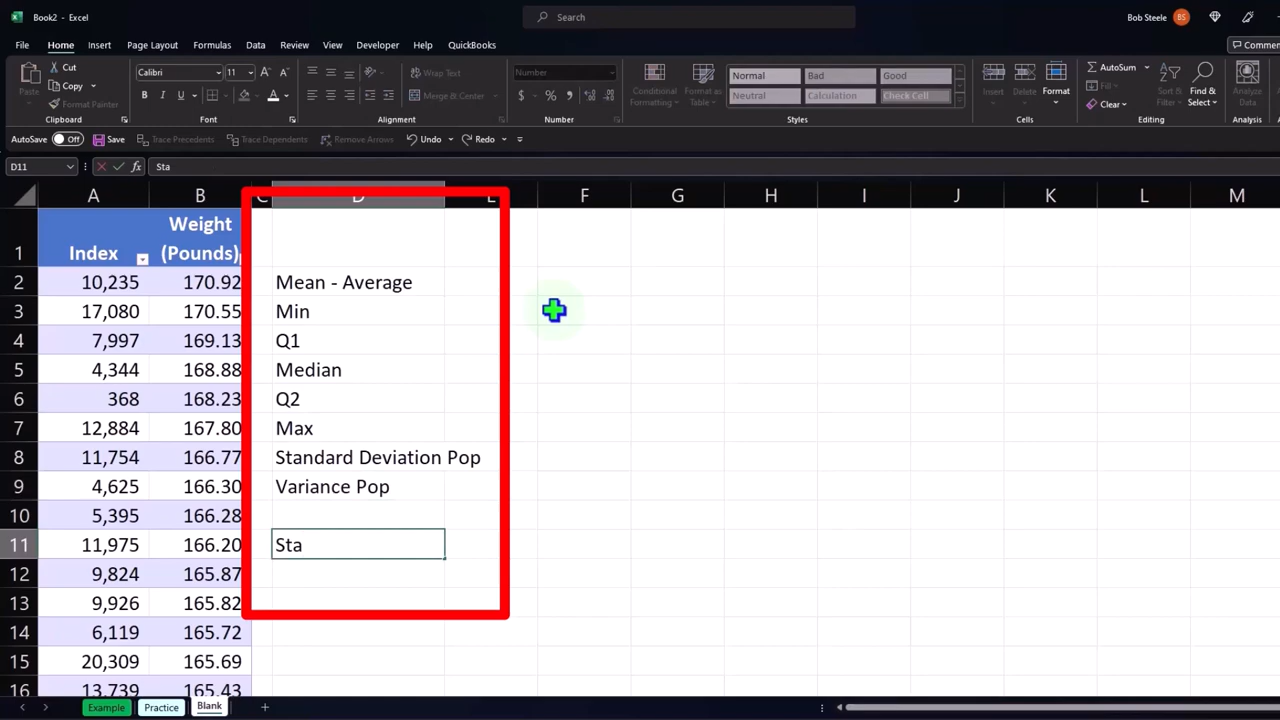 Book2 - Excel
Search
Bob Steele BS
File Home Insert Page Layout Formulas Data Review View Developer Help QuickBooks
Comme
Paste
Cut
Copy
Format Painter
Clipboard
Calibri 11
B I U
Font
Wrap Text
Merge & Center
Alignment
Number
$ %
Number
Conditional Formatting
Format as Table
Normal Bad Good
Neutral Calculation Check Cell
Styles
Insert Delete Format
Cells
AutoSum
Fill
Clear
Sort & Filter
Find & Select
Editing
Analyze Data
Analysis
AutoSave Off Save Trace Precedents Trace Dependents Remove Arrows Undo Redo
D11 fx Sta
A B C D E F G H I J K L M
1 Index Weight (Pounds)
2 10,235 170.92 Mean - Average
3 17,080 170.55 Min
4 7,997 169.13 Q1
5 4,344 168.88 Median
6 368 168.23 Q2
7 12,884 167.80 Max
8 11,754 166.77 Standard Deviation Pop
9 4,625 166.30 Variance Pop
10 5,395 166.28
11 11,975 166.20 Sta
12 9,824 165.87
13 9,926 165.82
14 6,119 165.72
15 20,309 165.69
16 13,739 165.43
Example Practice Blank